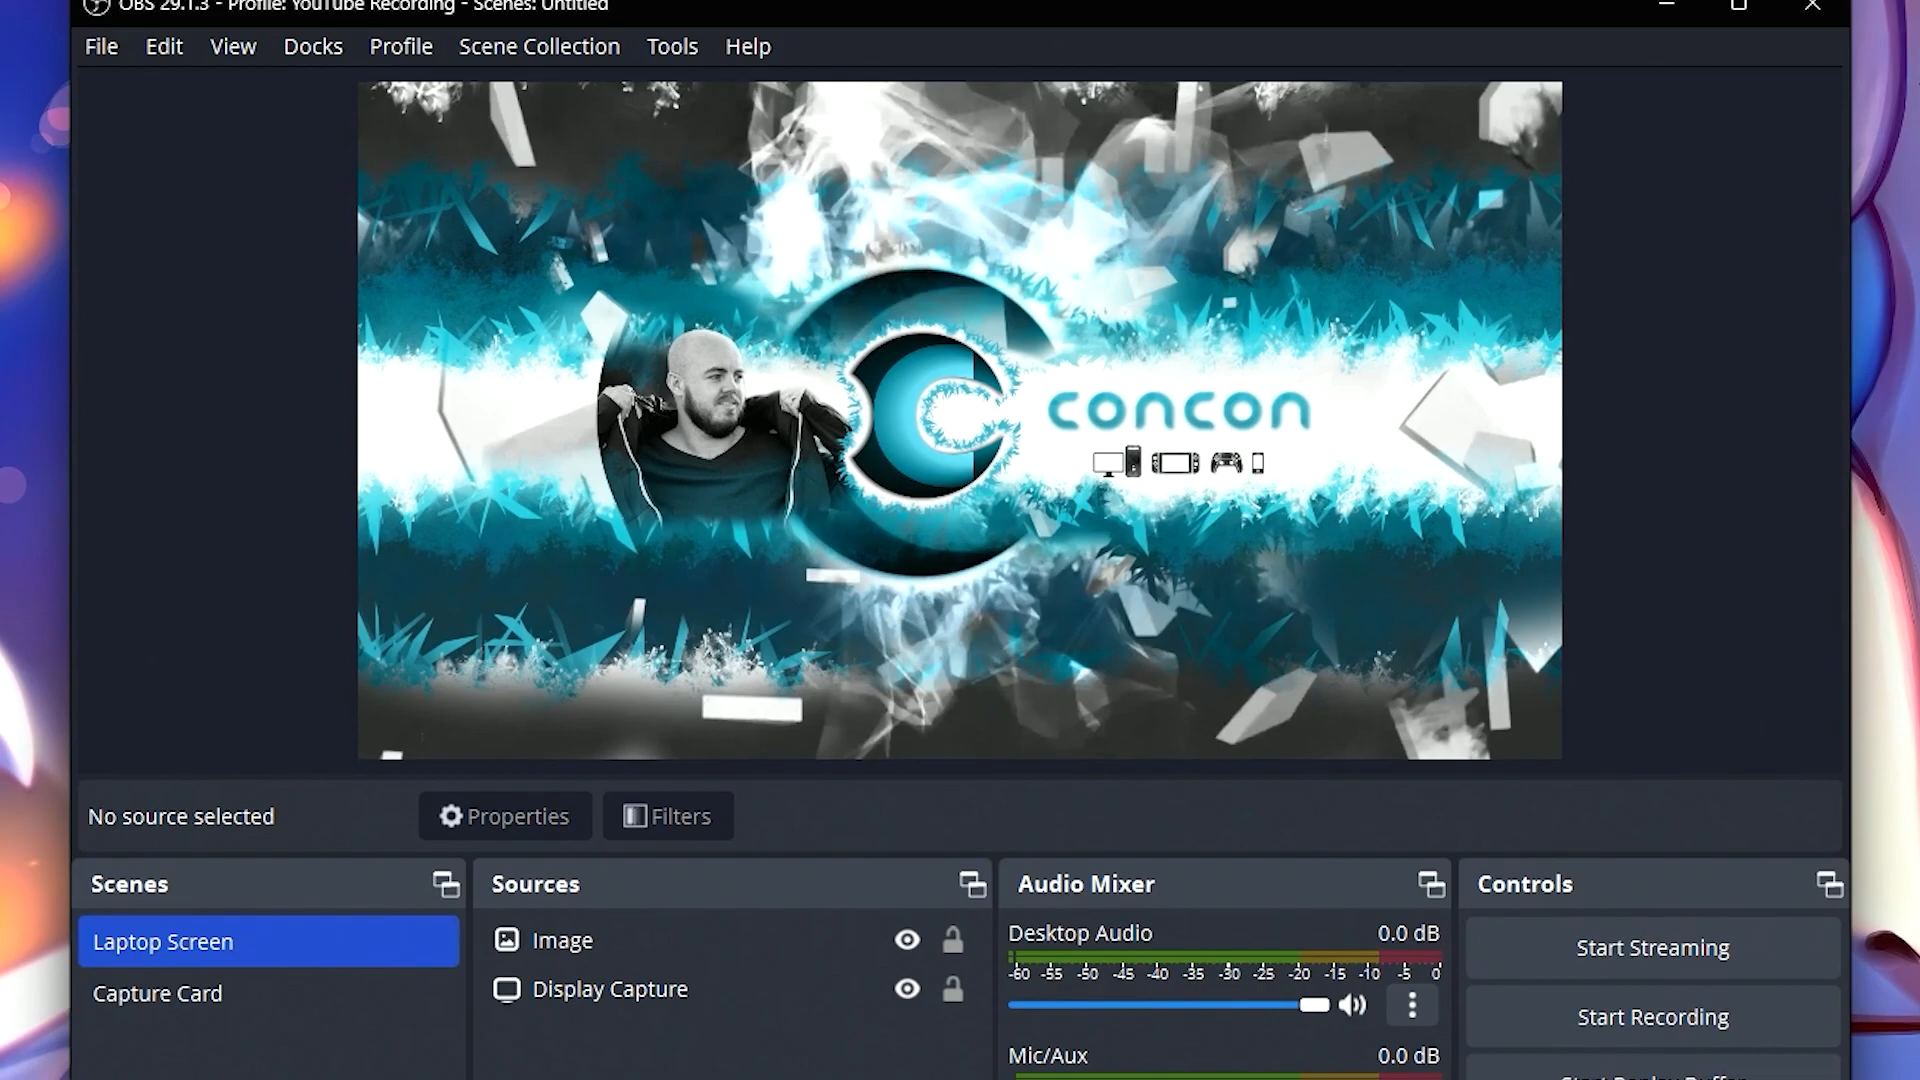 OBS 29.1.3 - Profile: YouTube Recording - Scenes: Untitled
File Edit View Docks Profile Scene Collection Tools Help
concon
No source selected Properties Filters
Scenes Sources Audio Mixer Controls
Laptop Screen
Capture Card
Image
Display Capture
Desktop Audio 0.0 dB
-60 -55 -50 -45 -40 -35 -30 -25 -20 -15 -10 -5 0
Mic/Aux 0.0 dB
Start Streaming
Start Recording
Start Replay Buffer